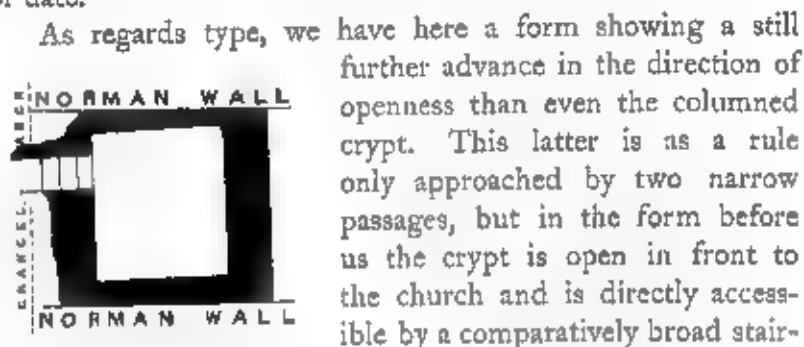 As regards type, we have here a form showing a still
further advance in the direction of
openness than even the columned
crypt. This latter is as a rule
only approached by two narrow
passages, but in the form before
us the crypt is open in front to
the church and is directly access-
ible by a comparatively broad stair-
NORMAN WALL
CHANCEL ARCH
NORMAN WALL